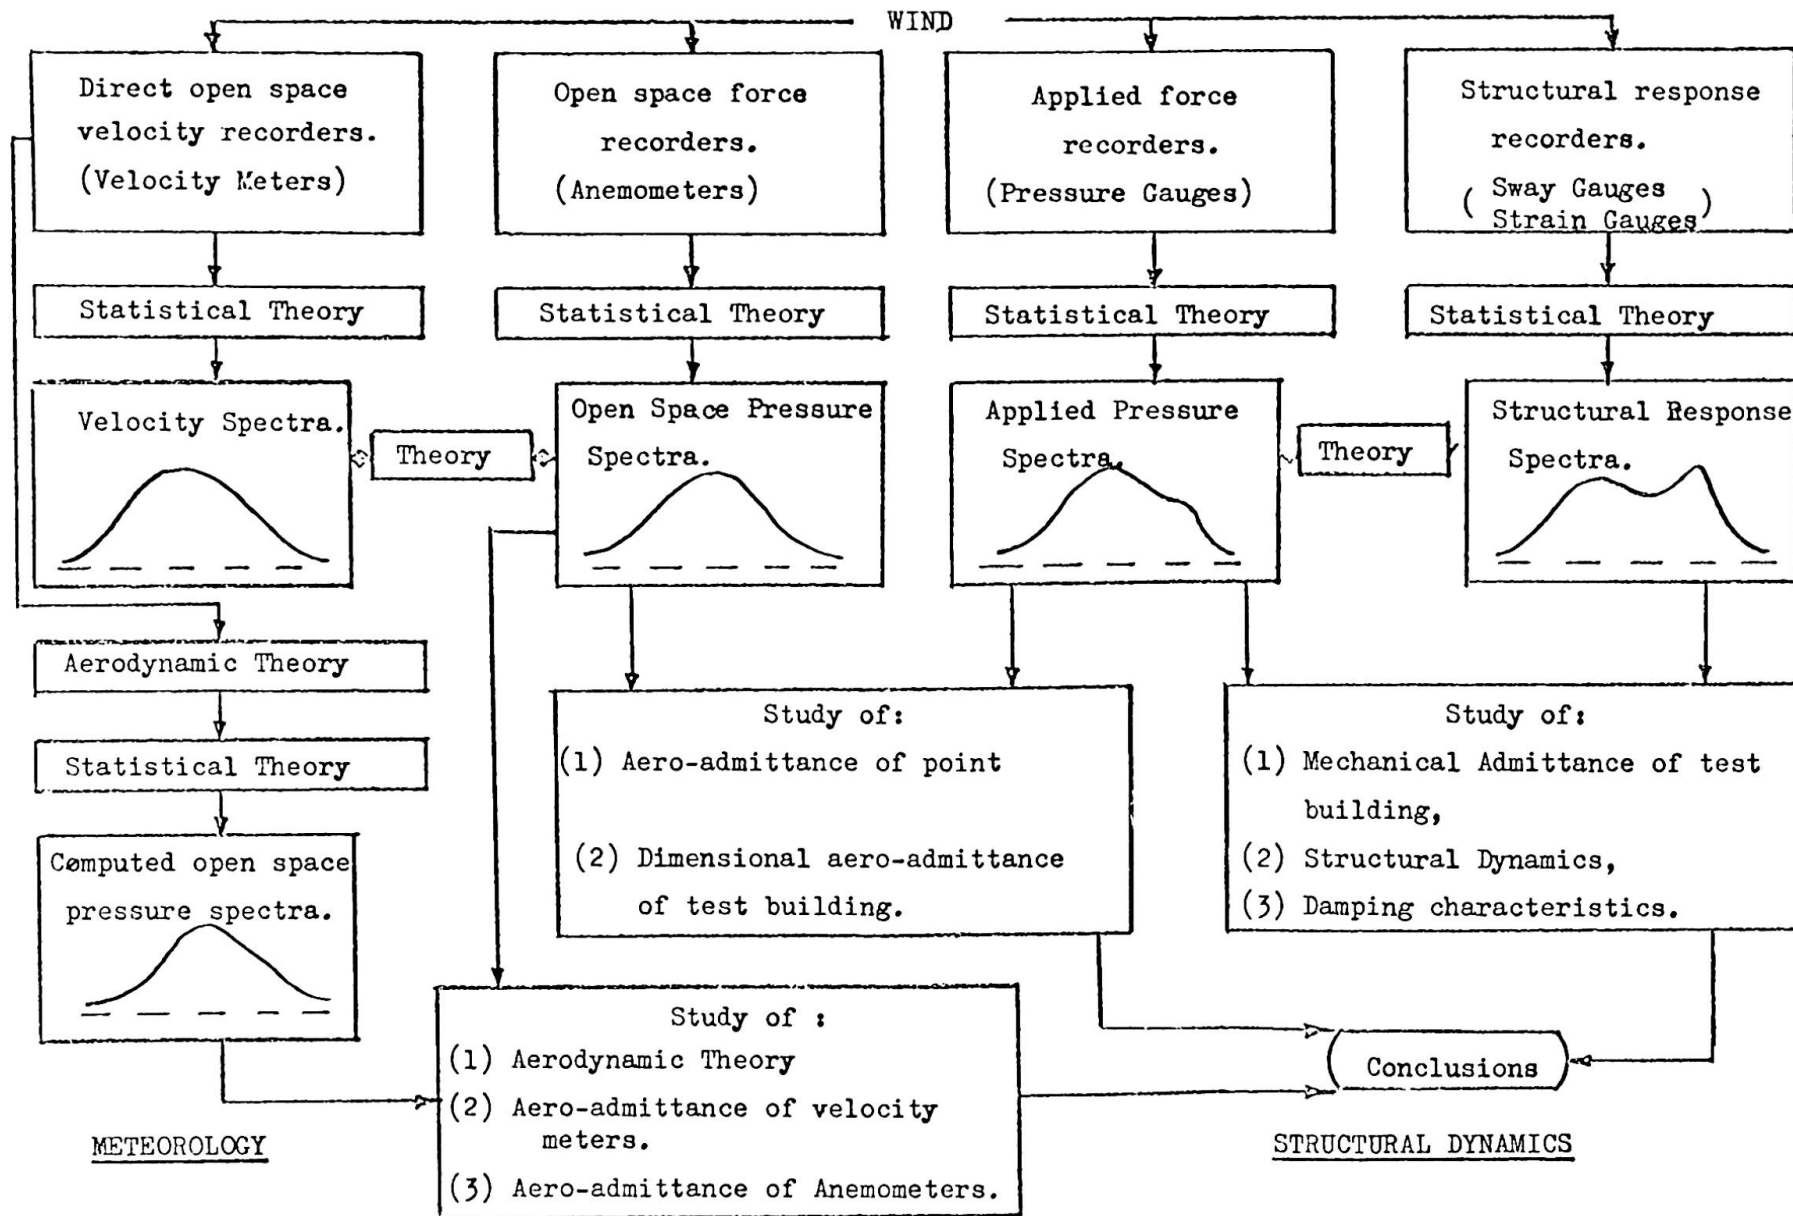 WIND
Direct open space
velocity recorders.
(Velocity Meters)
Open space force
recorders.
(Anemometers)
Applied force
recorders.
(Pressure Gauges)
Structural response
recorders.
( Sway Gauges
Strain Gauges )
Statistical Theory
Statistical Theory
Statistical Theory
Statistical Theory
Velocity Spectra.
Theory
Open Space Pressure
Spectra.
Applied Pressure
Spectra.
Theory
Structural Response
Spectra.
Aerodynamic Theory
Statistical Theory
Computed open space
pressure spectra.
Study of:
(1) Aero-admittance of point
(2) Dimensional aero-admittance
of test building.
Study of:
(1) Mechanical Admittance of test
building,
(2) Structural Dynamics,
(3) Damping characteristics.
Study of :
(1) Aerodynamic Theory
(2) Aero-admittance of velocity
meters.
(3) Aero-admittance of Anemometers.
Conclusions
METEOROLOGY
STRUCTURAL DYNAMICS